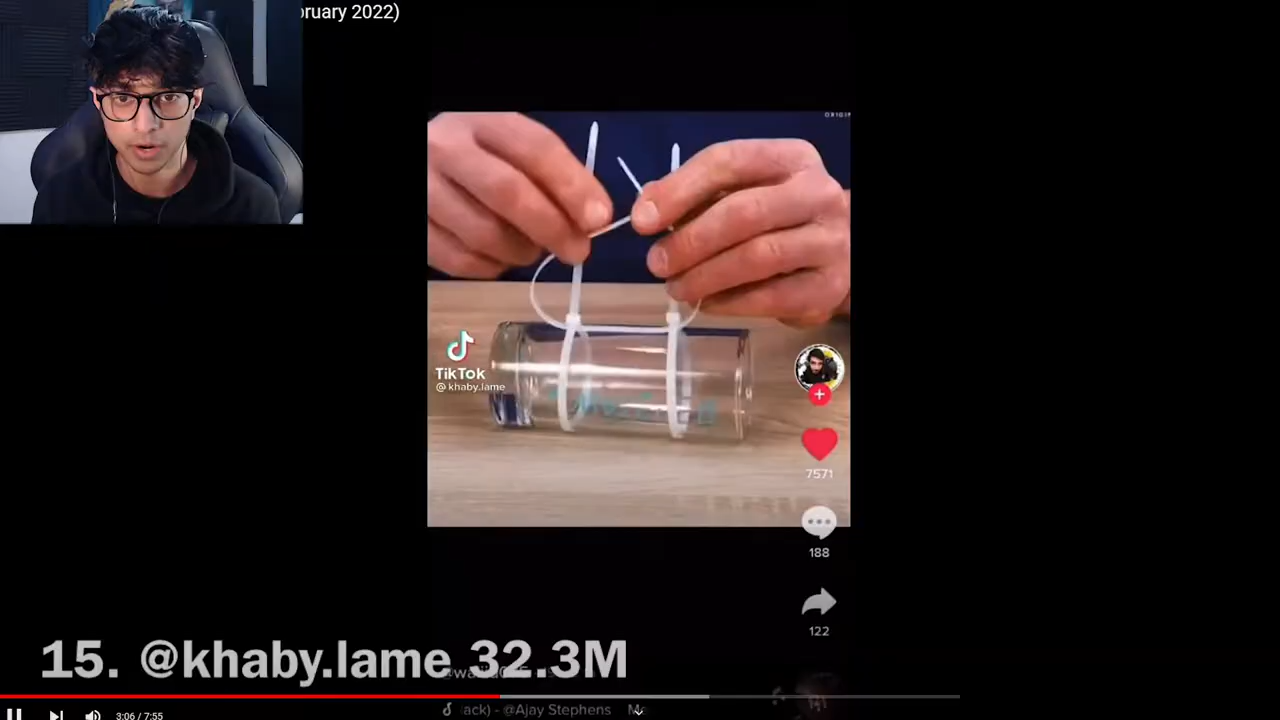 bruary 2022)
TikTok
@khaby.lame
7571
188
122
15. @khaby.lame 32.3M
ack) - @Ajay Stephens
3:06 / 7:55